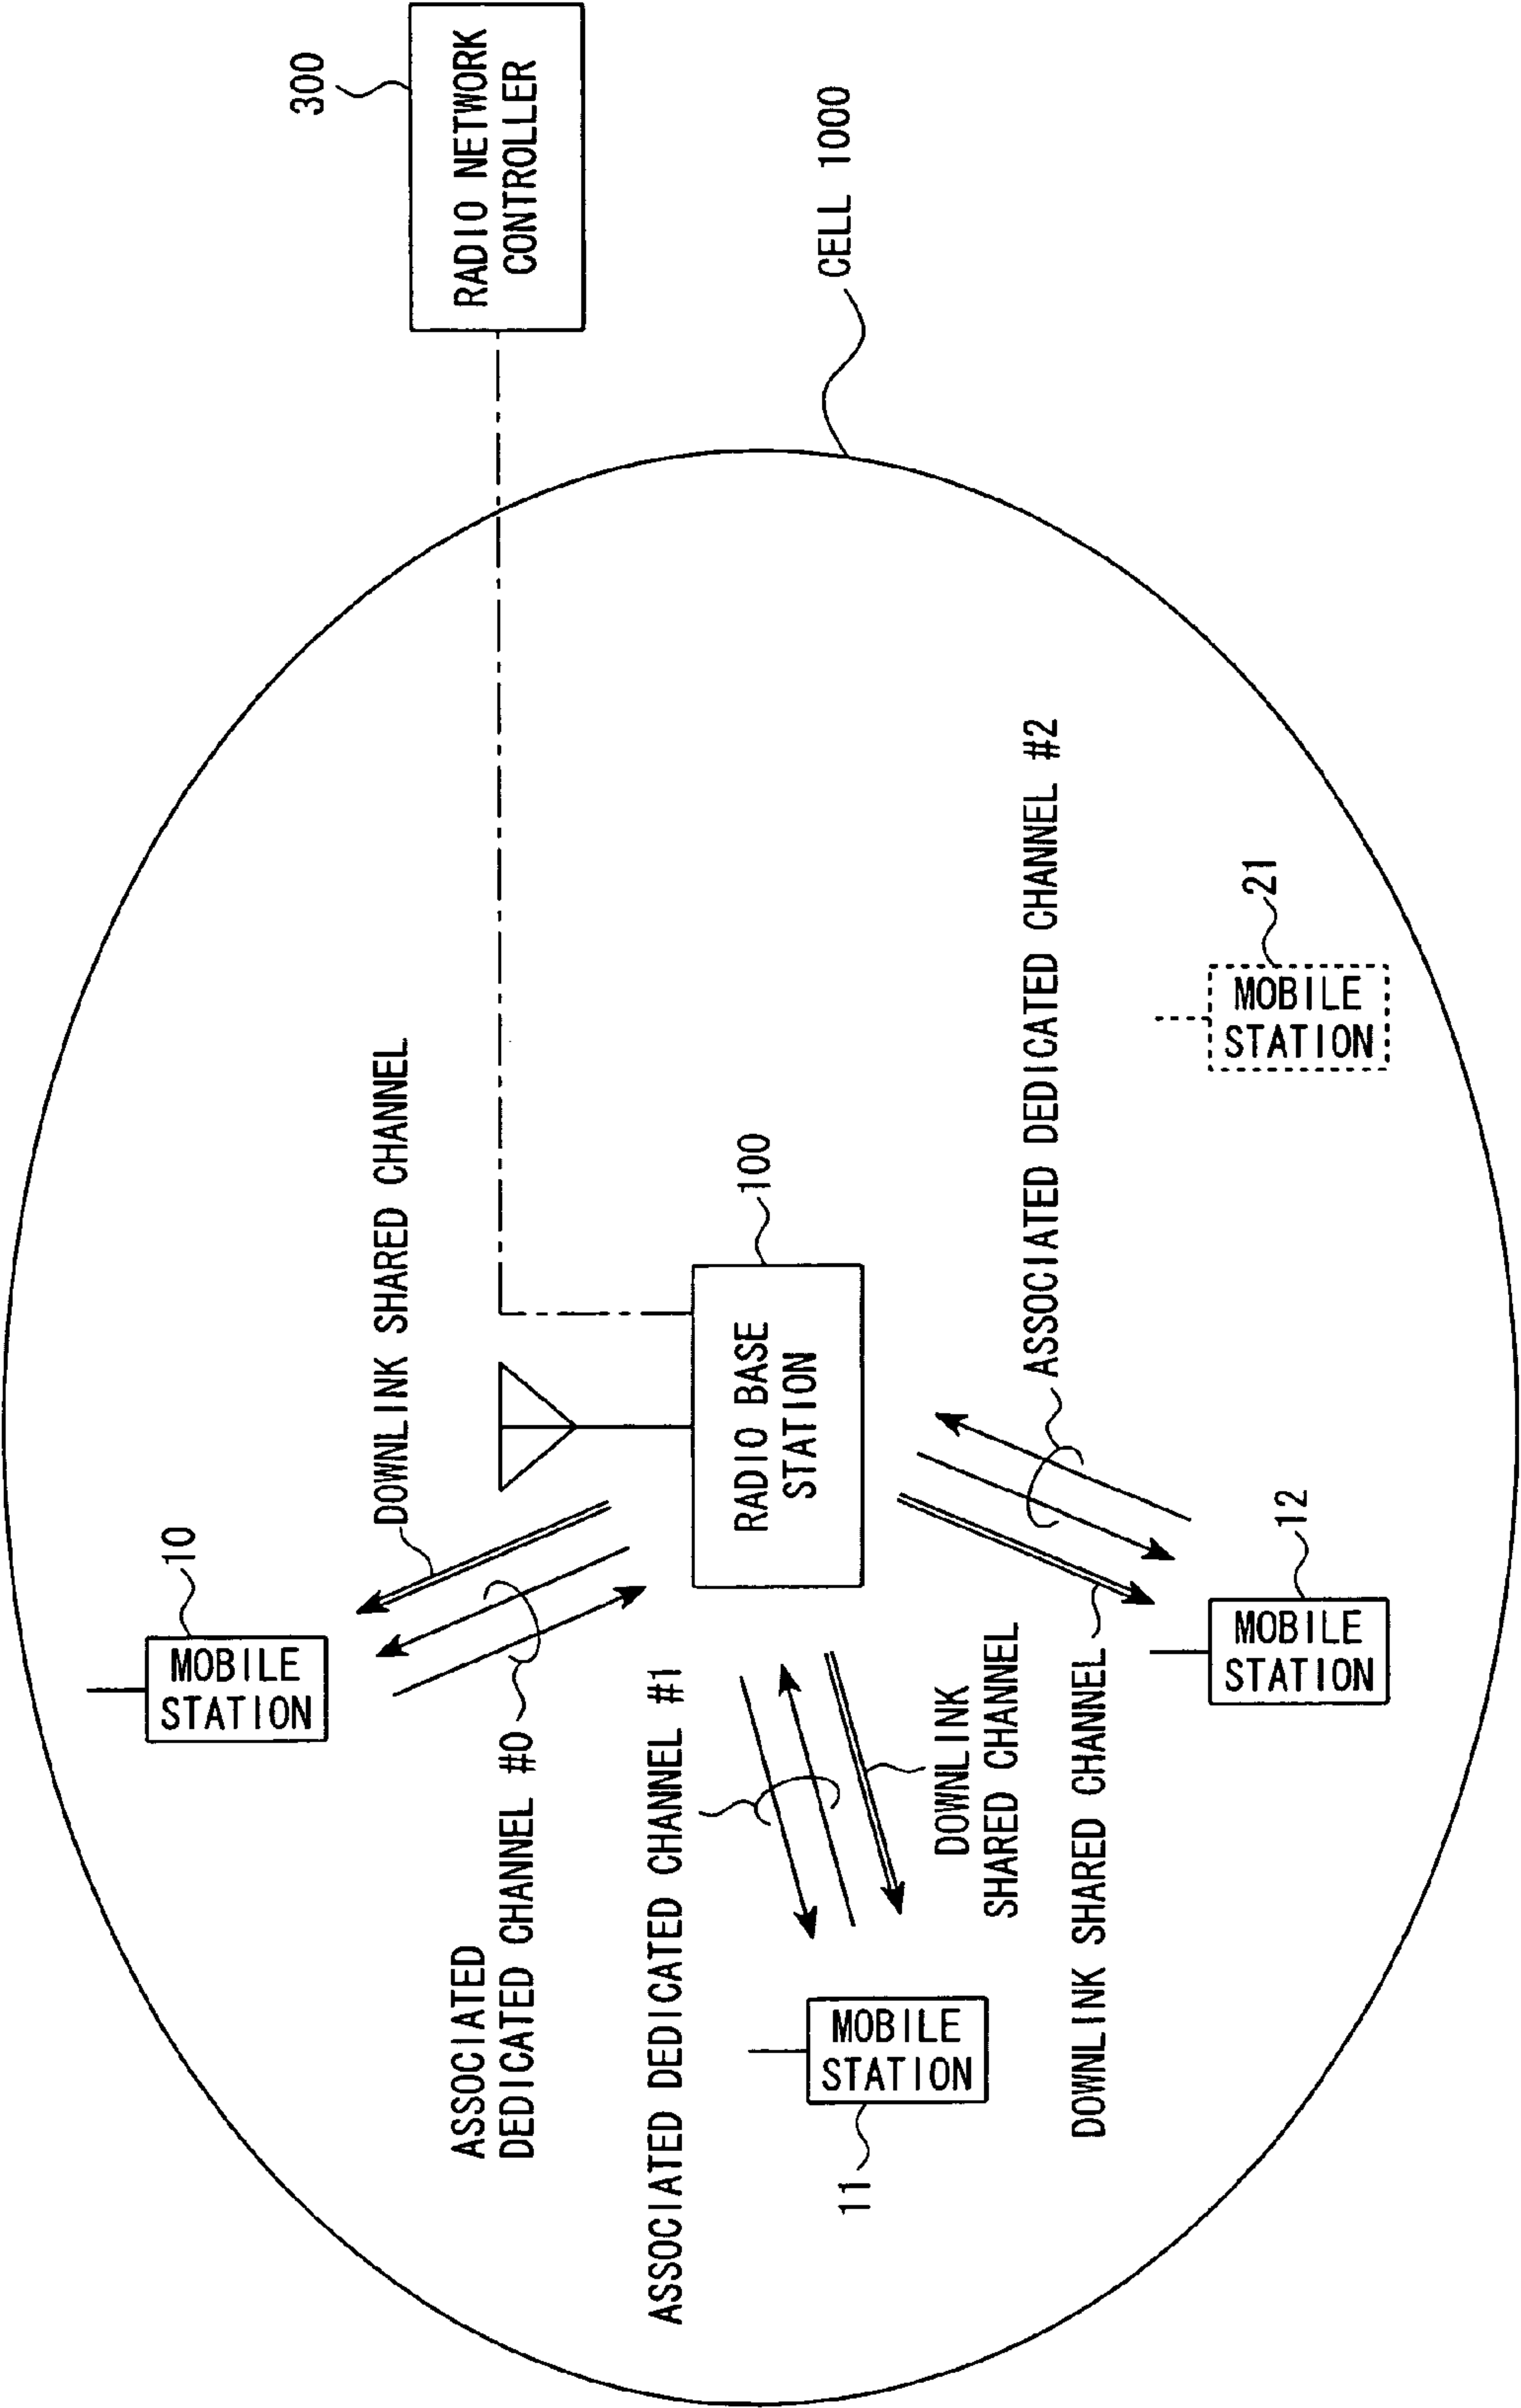 300
RADIO NETWORK
CONTROLLER
CELL 1000
10
MOBILE
STATION
DOWNLINK SHARED CHANNEL
ASSOCIATED
DEDICATED CHANNEL #0
100
RADIO BASE
STATION
ASSOCIATED DEDICATED CHANNEL #1
DOWNLINK
SHARED CHANNEL
11
MOBILE
STATION
ASSOCIATED DEDICATED CHANNEL #2
DOWNLINK SHARED CHANNEL
12
MOBILE
STATION
21
MOBILE
STATION